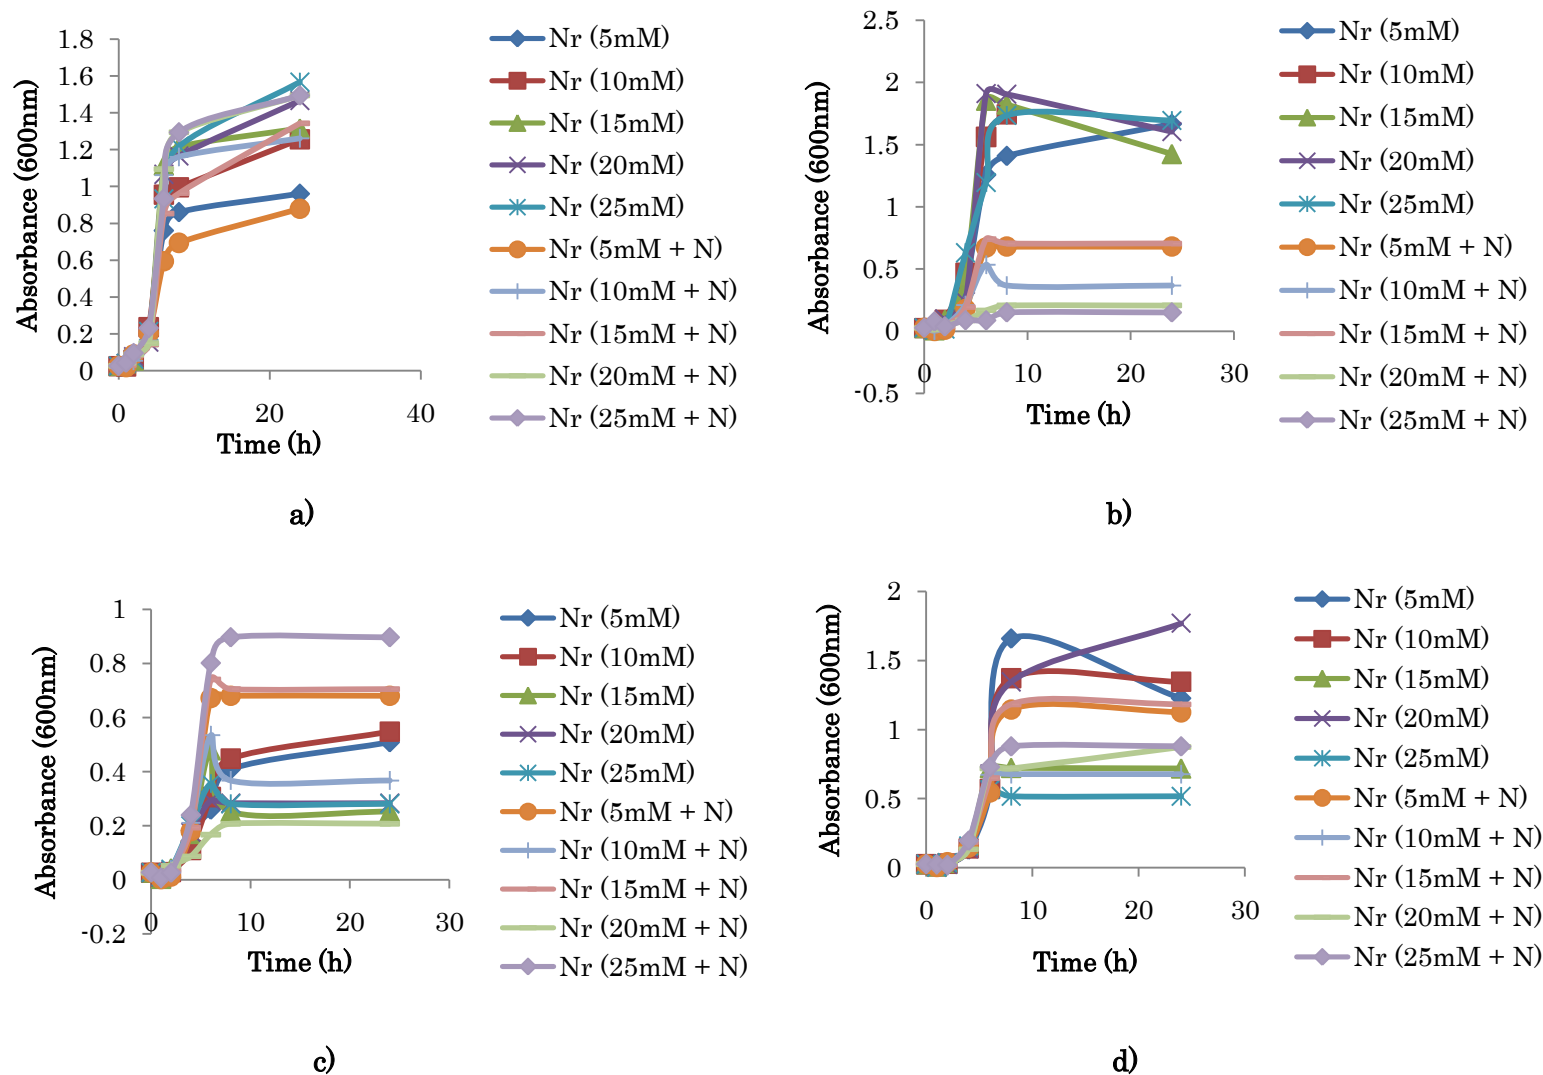 1.8
1.6
1.4
1.2
1
0.8
0.6
0.4
0.2
0
0
20
40
Absorbance (600nm)
Time (h)
Nr (5mM)
Nr (10mM)
Nr (15mM)
Nr (20mM)
Nr (25mM)
Nr (5mM + N)
Nr (10mM + N)
Nr (15mM + N)
Nr (20mM + N)
Nr (25mM + N)
a)
2.5
2
1.5
1
0.5
0
-0.5
0
10
20
30
Absorbance (600nm)
Time (h)
Nr (5mM)
Nr (10mM)
Nr (15mM)
Nr (20mM)
Nr (25mM)
Nr (5mM + N)
Nr (10mM + N)
Nr (15mM + N)
Nr (20mM + N)
Nr (25mM + N)
b)
1
0.8
0.6
0.4
0.2
0
-0.2
0
10
20
30
Absorbance (600nm)
Time (h)
Nr (5mM)
Nr (10mM)
Nr (15mM)
Nr (20mM)
Nr (25mM)
Nr (5mM + N)
Nr (10mM + N)
Nr (15mM + N)
Nr (20mM + N)
Nr (25mM + N)
c)
2
1.5
1
0.5
0
0
10
20
30
Absorbance (600nm)
Time (h)
Nr (5mM)
Nr (10mM)
Nr (15mM)
Nr (20mM)
Nr (25mM)
Nr (5mM + N)
Nr (10mM + N)
Nr (15mM + N)
Nr (20mM + N)
Nr (25mM + N)
d)